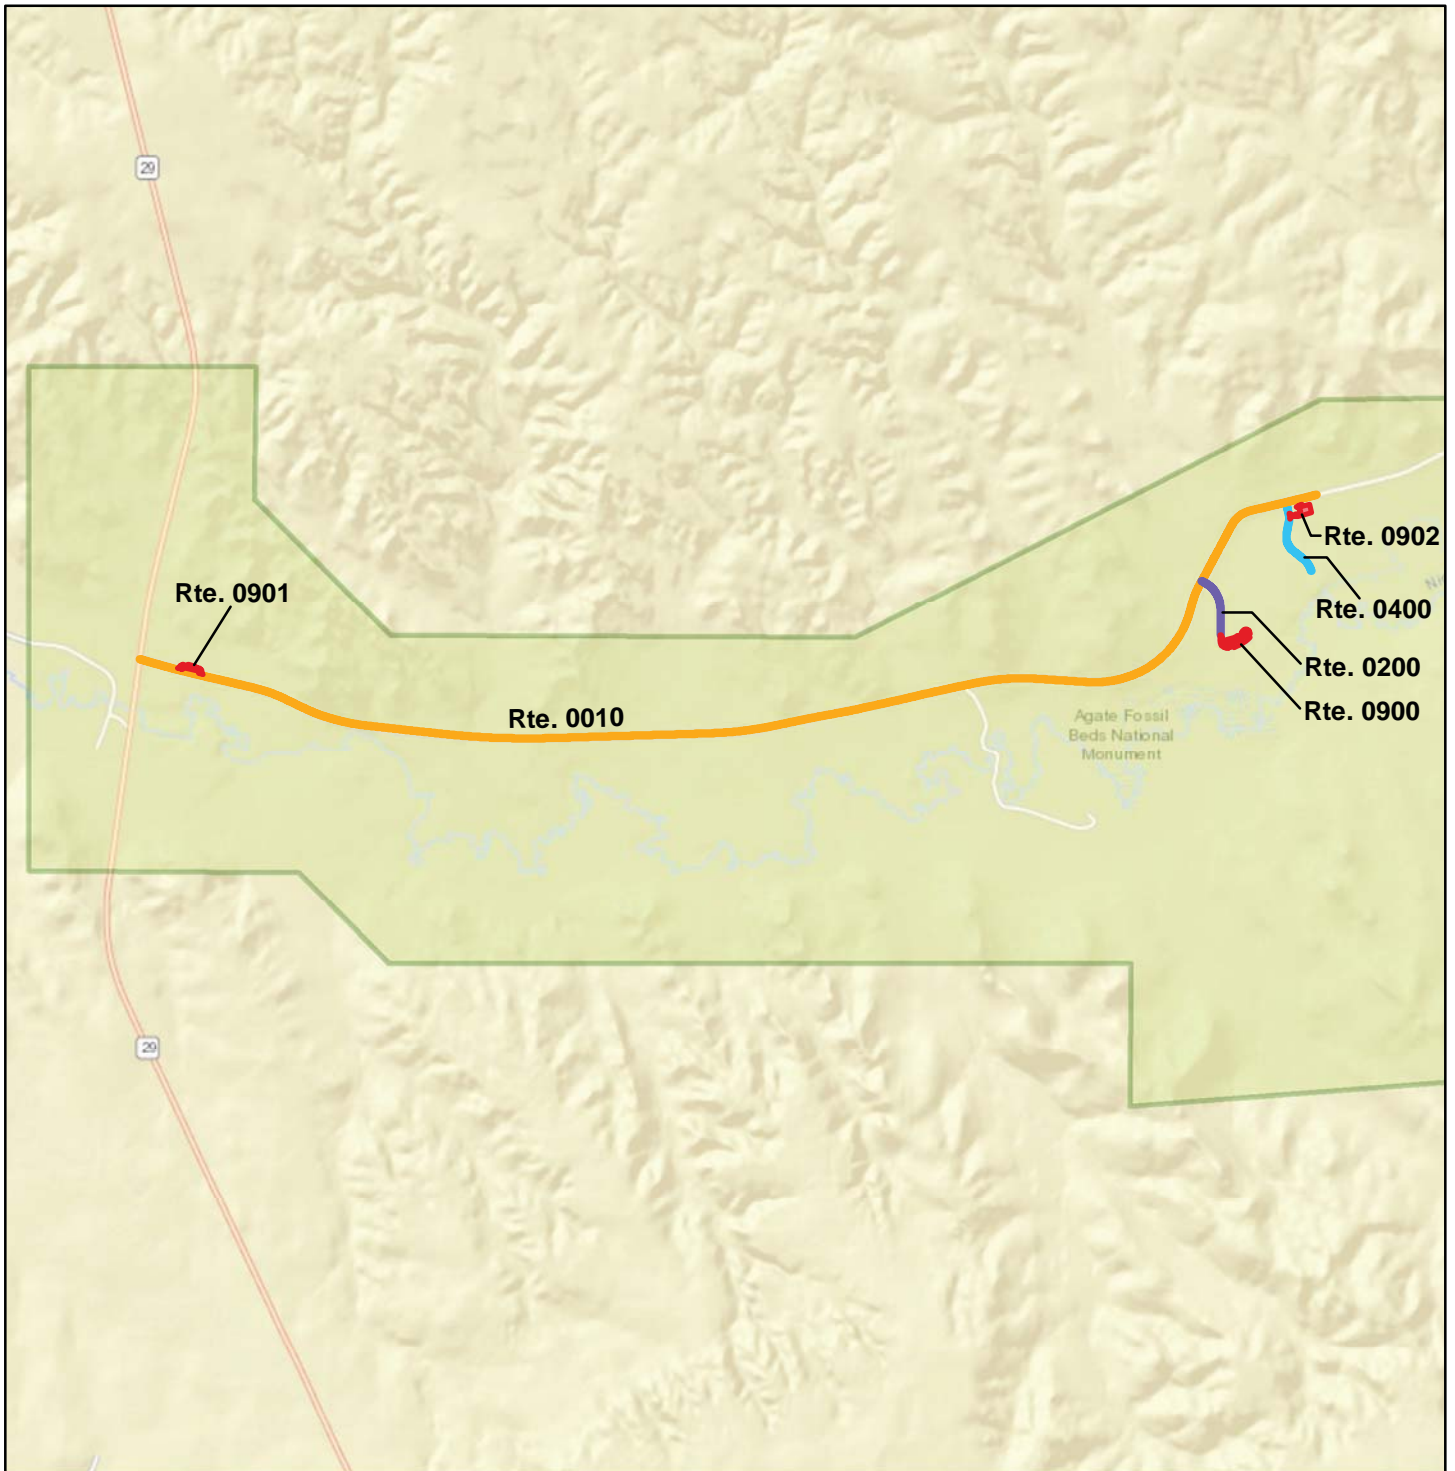 29
Rte. 0902
Rte. 0901
Rte. 0400
Rte. 0200
Rte. 0900
Rte. 0010
Agate Fossil
Beds National
Monument
29